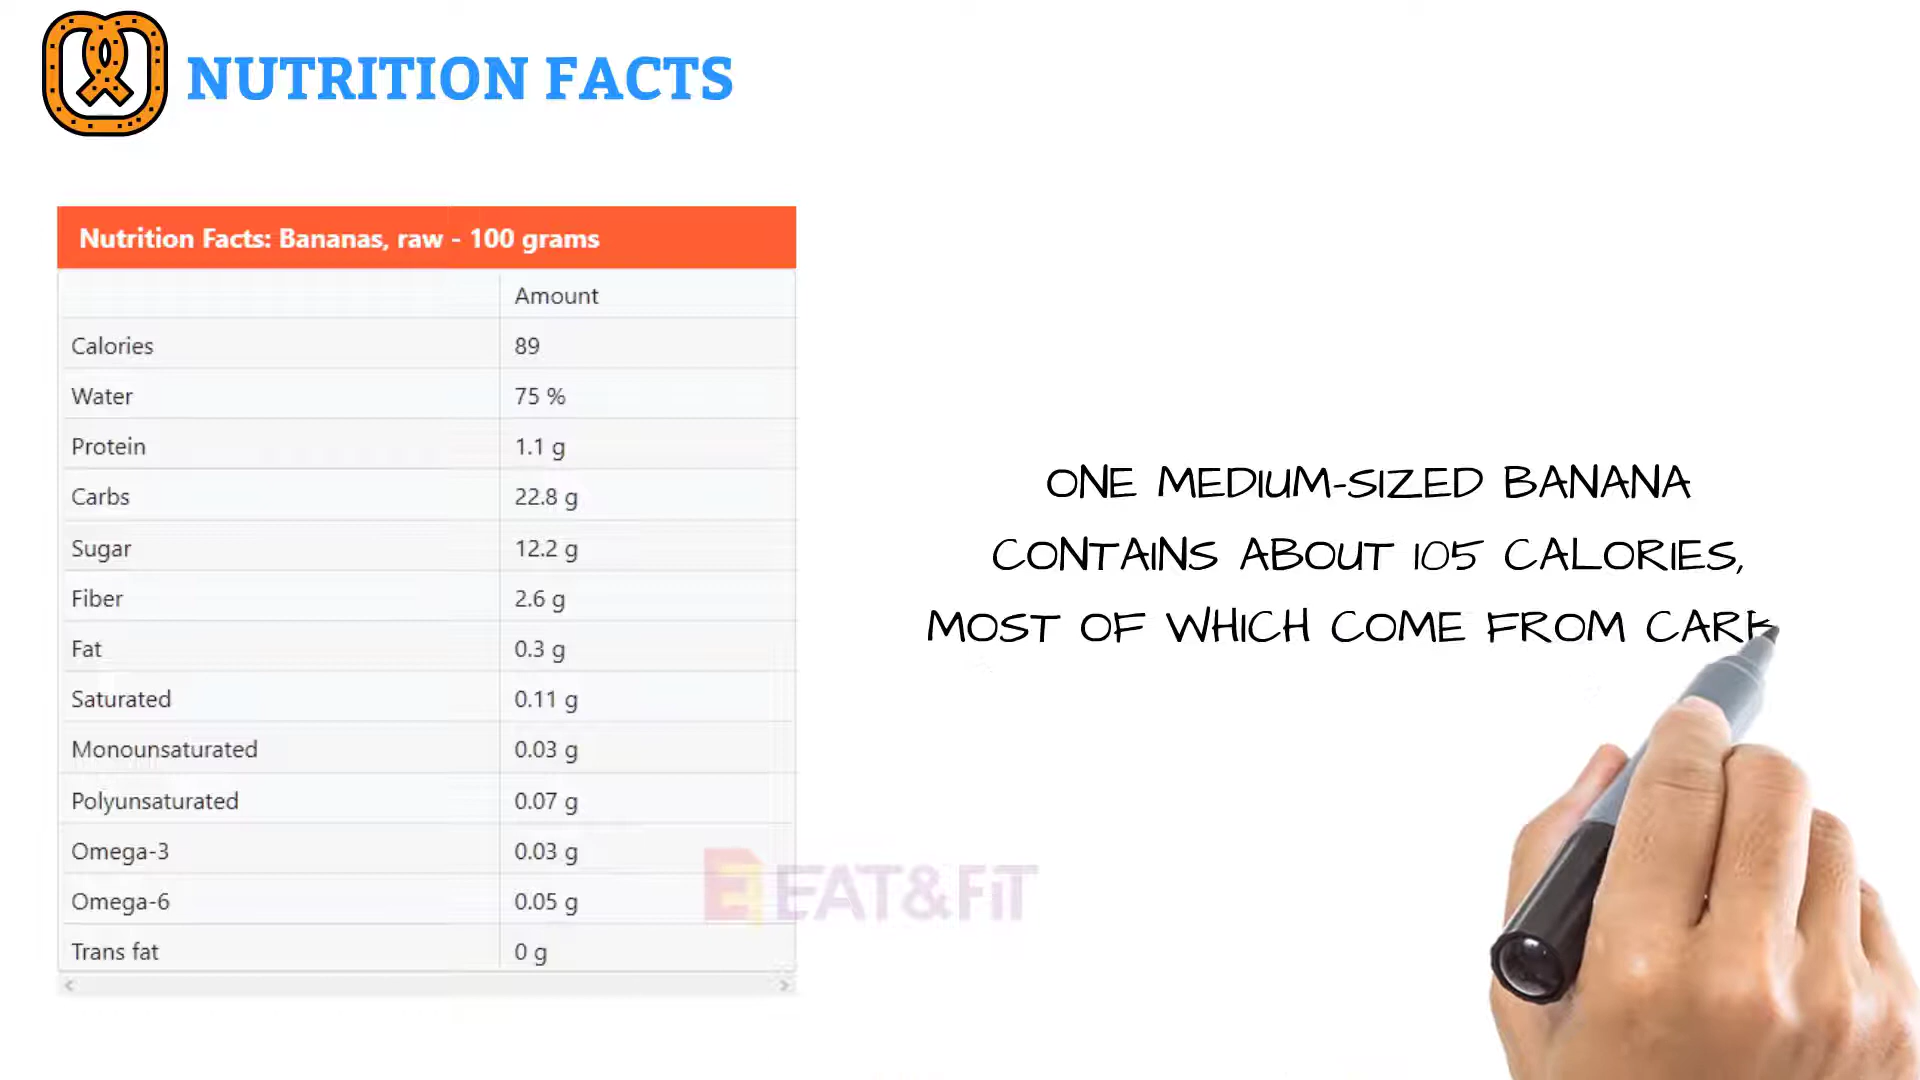 NUTRITION FACTS
Nutrition Facts: Bananas, raw - 100 grams
Amount
Calories 89
Water 75 %
Protein 1.1 g
Carbs 22.8 g
Sugar 12.2 g
Fiber 2.6 g
Fat 0.3 g
Saturated 0.11 g
Monounsaturated 0.03 g
Polyunsaturated 0.07 g
Omega-3 0.03 g
Omega-6 0.05 g
Trans fat 0 g
ONE MEDIUM-SIZED BANANA
CONTAINS ABOUT 105 CALORIES,
MOST OF WHICH COME FROM
EAT&FiT